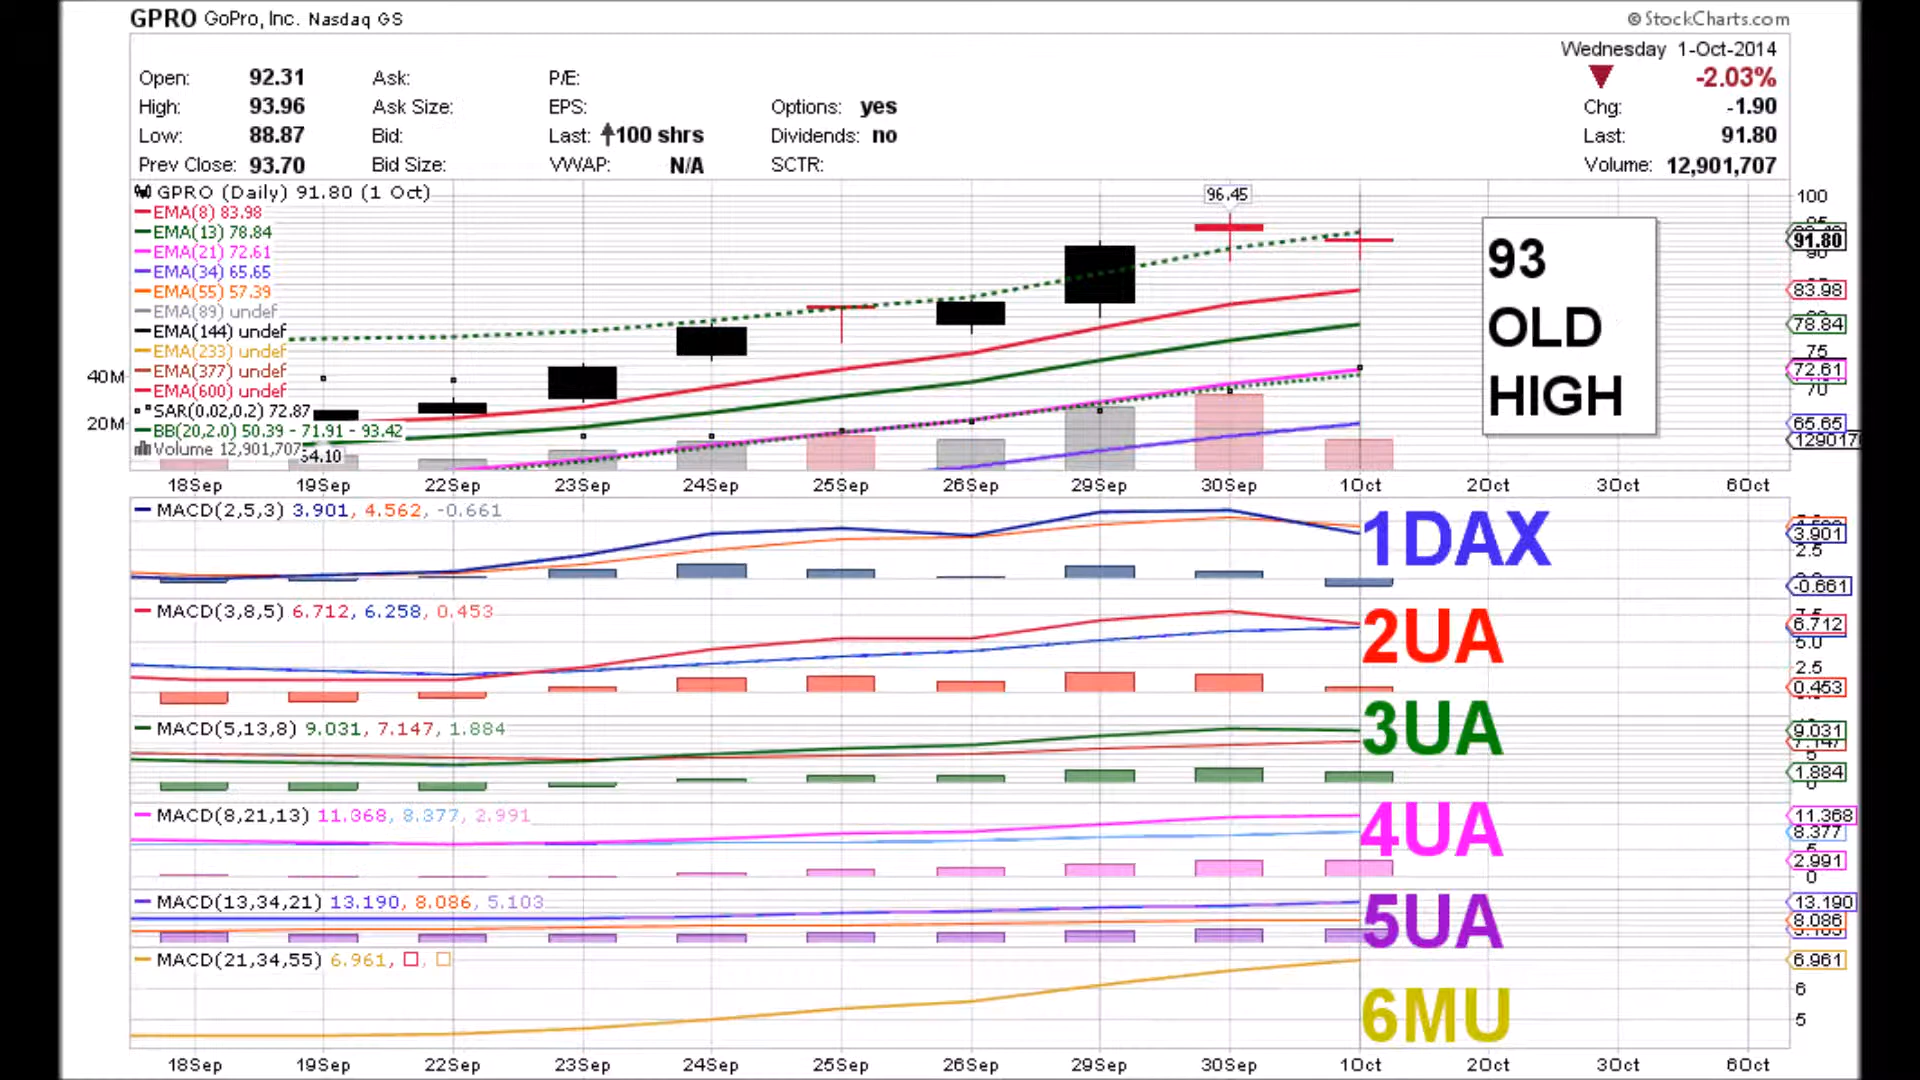 GPRO GoPro, Inc. Nasdaq GS
© StockCharts.com
Wednesday 1-Oct-2014
Open: 92.31 Ask: P/E: -2.03%
High: 93.96 Ask Size: EPS: Options: yes Chg: -1.90
Low: 88.87 Bid: Last: 100 shrs Dividends: no Last: 91.80
Prev Close: 93.70 Bid Size: VWAP: N/A SCTR: Volume: 12,901,707
GPRO (Daily) 91.80 (1 Oct)
EMA(8) 83.98
EMA(13) 78.84
EMA(21) 72.61
EMA(34) 65.65
EMA(55) 57.39
EMA(89) undef
EMA(144) undef
EMA(233) undef
EMA(377) undef
EMA(600) undef
SAR(0.02,0.2) 72.87
BB(20,2.0) 50.39 - 71.91 - 93.42
Volume 12,901,707
40M
20M
54.10
96.45
93
OLD
HIGH
100
91.80
90
83.98
78.84
75
72.61
70
65.65
18Sep 19Sep 22Sep 23Sep 24Sep 25Sep 26Sep 29Sep 30Sep 1Oct 2Oct 3Oct 6Oct
MACD(2,5,3) 3.901, 4.562, -0.661
1DAX
3.901
2.5
-0.661
MACD(3,8,5) 6.712, 6.258, 0.453
2UA
7.5
6.712
5.0
2.5
0.453
MACD(5,13,8) 9.031, 7.147, 1.884
3UA
9.031
7.147
5
1.884
0
MACD(8,21,13) 11.368, 8.377, 2.991
4UA
11.368
8.377
5
2.991
0
MACD(13,34,21) 13.190, 8.086, 5.103
5UA
13.190
8.086
MACD(21,34,55) 6.961
6MU
6.961
6
5
18Sep 19Sep 22Sep 23Sep 24Sep 25Sep 26Sep 29Sep 30Sep 1Oct 2Oct 3Oct 6Oct